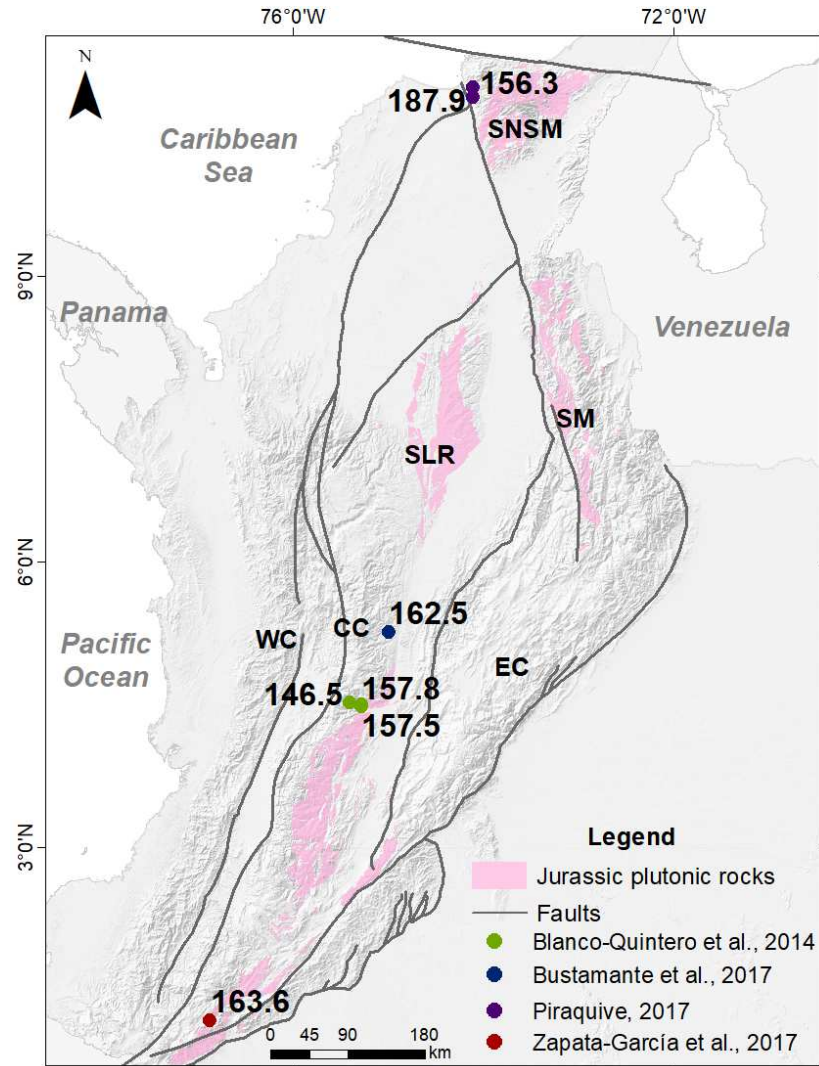 76°0'W
72°0'W
N
156.3
187.9
SNSM
Caribbean
Sea
9°0'N
Panama
Venezuela
SM
SLR
6°0'N
162.5
CC
WC
Pacific
Ocean
EC
146.5
157.8
157.5
3°0'N
Legend
Jurassic plutonic rocks
Faults
Blanco-Quintero et al., 2014
Bustamante et al., 2017
Piraquive, 2017
Zapata-García et al., 2017
163.6
0 45 90 180
km